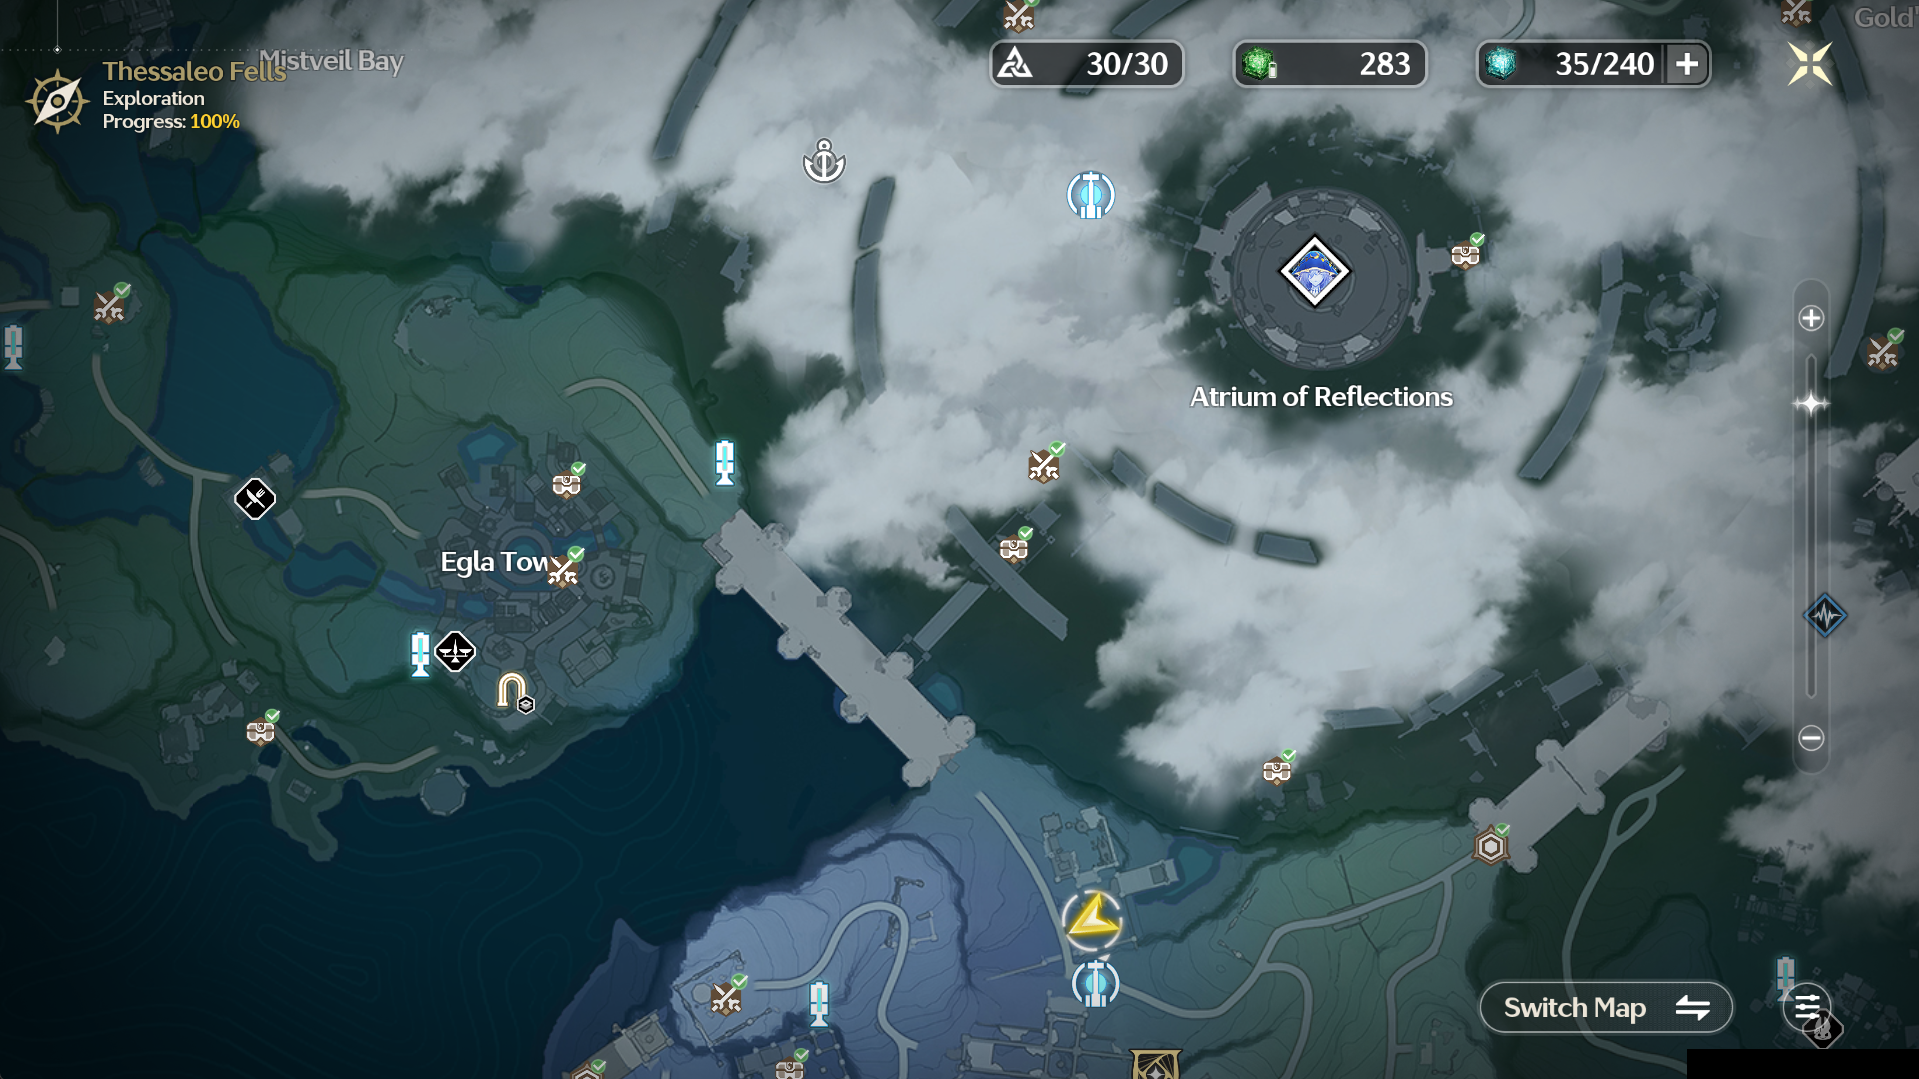 Mistveil Bay
Thessaleo Fells
Exploration
Progress: 100%
30/30
283
35/240
Gold
Atrium of Reflections
Egla Tow
Switch Map